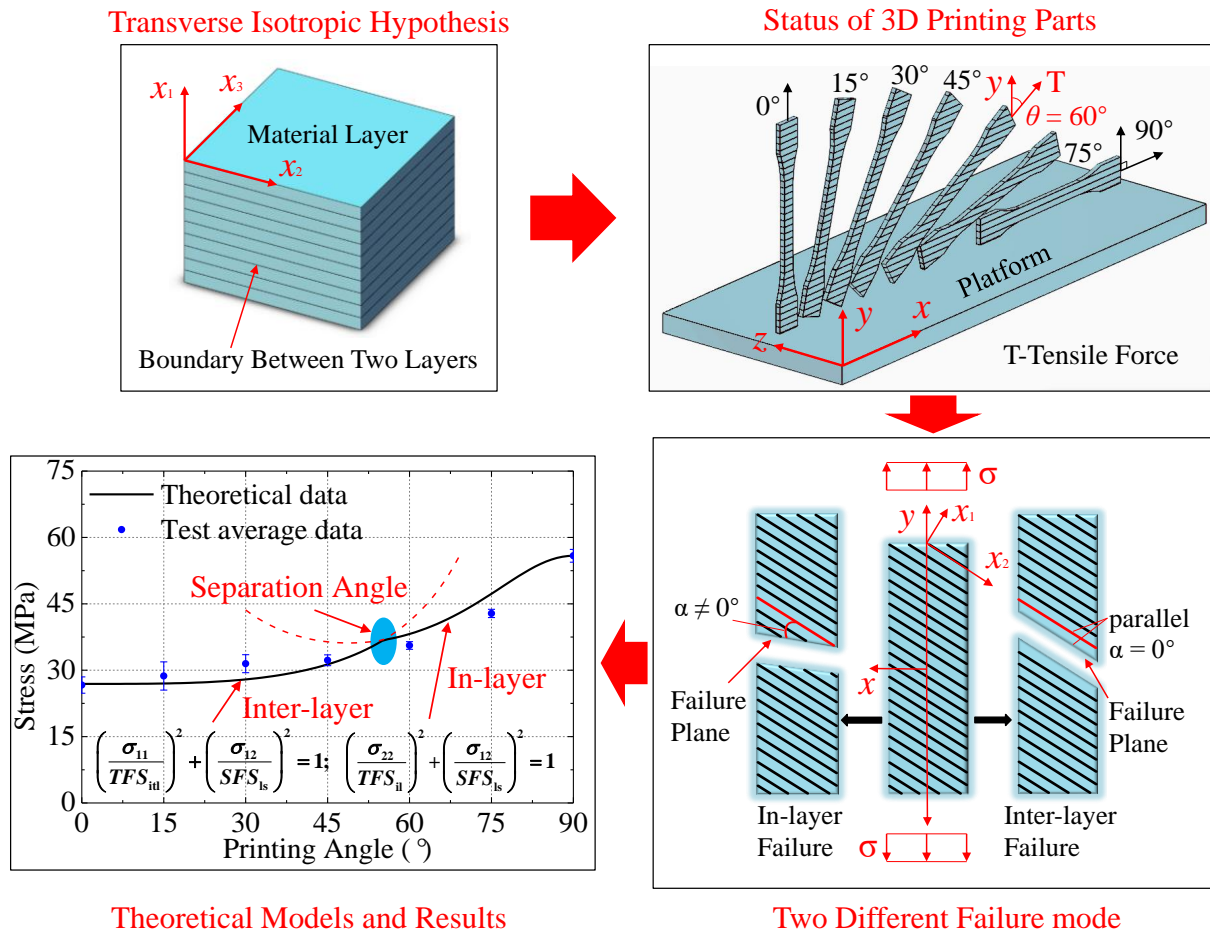 Transverse Isotropic Hypothesis
x1
x3
Material Layer
x2
Boundary Between Two Layers
Status of 3D Printing Parts
0°
15°
30°
45°
y
T
θ = 60°
90°
75°
Platform
y
x
z
T-Tensile Force
75
60
45
30
15
0
Stress (MPa)
Theoretical data
Test average data
Separation Angle
In-layer
Inter-layer
(σ11/TFSitl)² + (σ12/SFSls)² = 1; (σ22/TFSil)² + (σ12/SFSls)² = 1
0 15 30 45 60 75 90
Printing Angle (°)
Theoretical Models and Results
σ
y
x1
x2
α ≠ 0°
parallel
α = 0°
x
Failure
Plane
Failure
Plane
In-layer
Failure
σ
Inter-layer
Failure
Two Different Failure mode